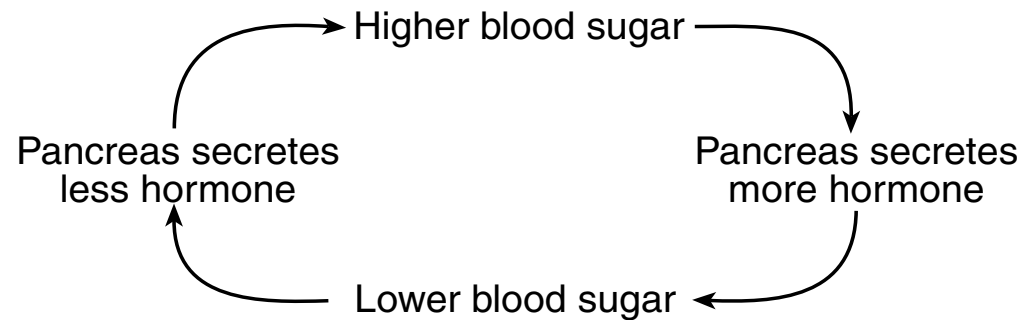 Higher blood sugar
Pancreas secretes
less hormone
Pancreas secretes
more hormone
Lower blood sugar